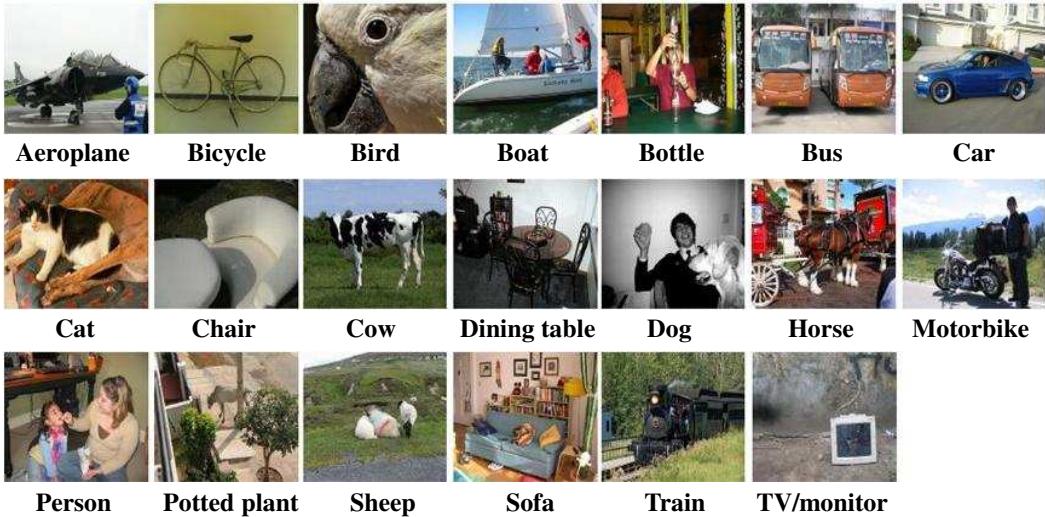 Aeroplane Bicycle Bird Boat Bottle Bus Car
Cat Chair Cow Dining table Dog Horse Motorbike
Person Potted plant Sheep Sofa Train TV/monitor